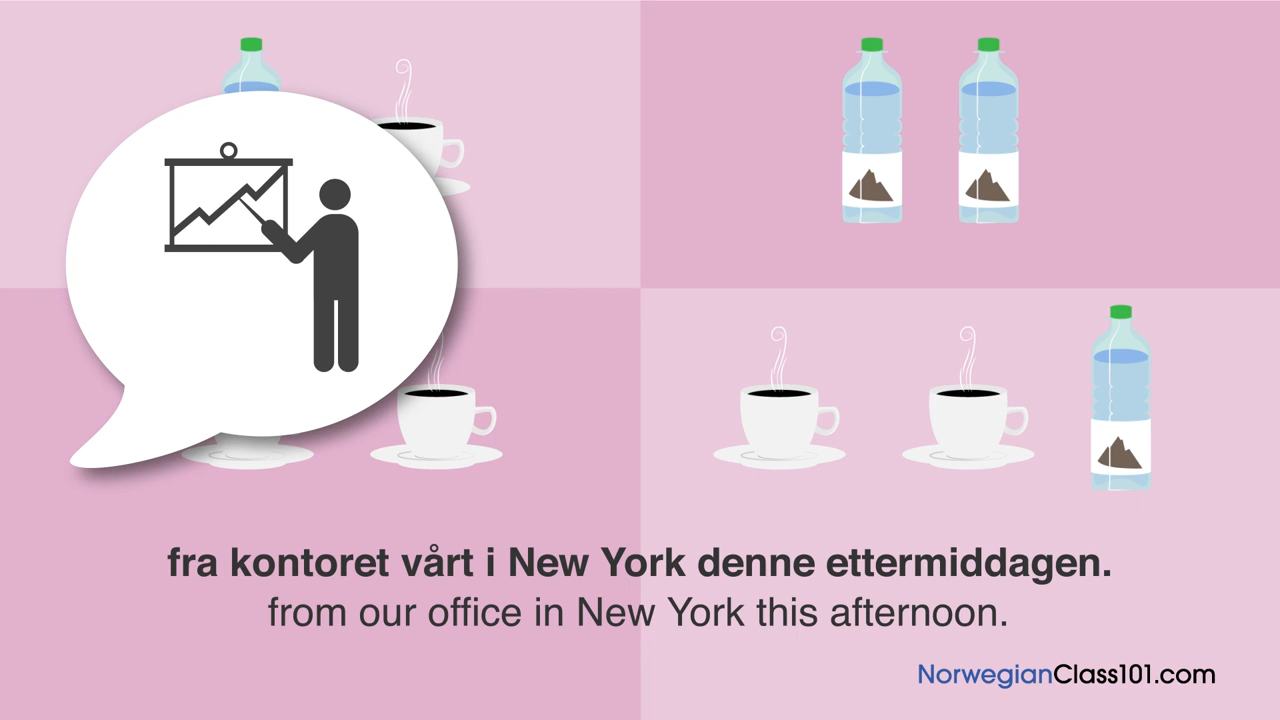 fra kontoret vårt i New York denne ettermiddagen.
from our office in New York this afternoon.
NorwegianClass101.com